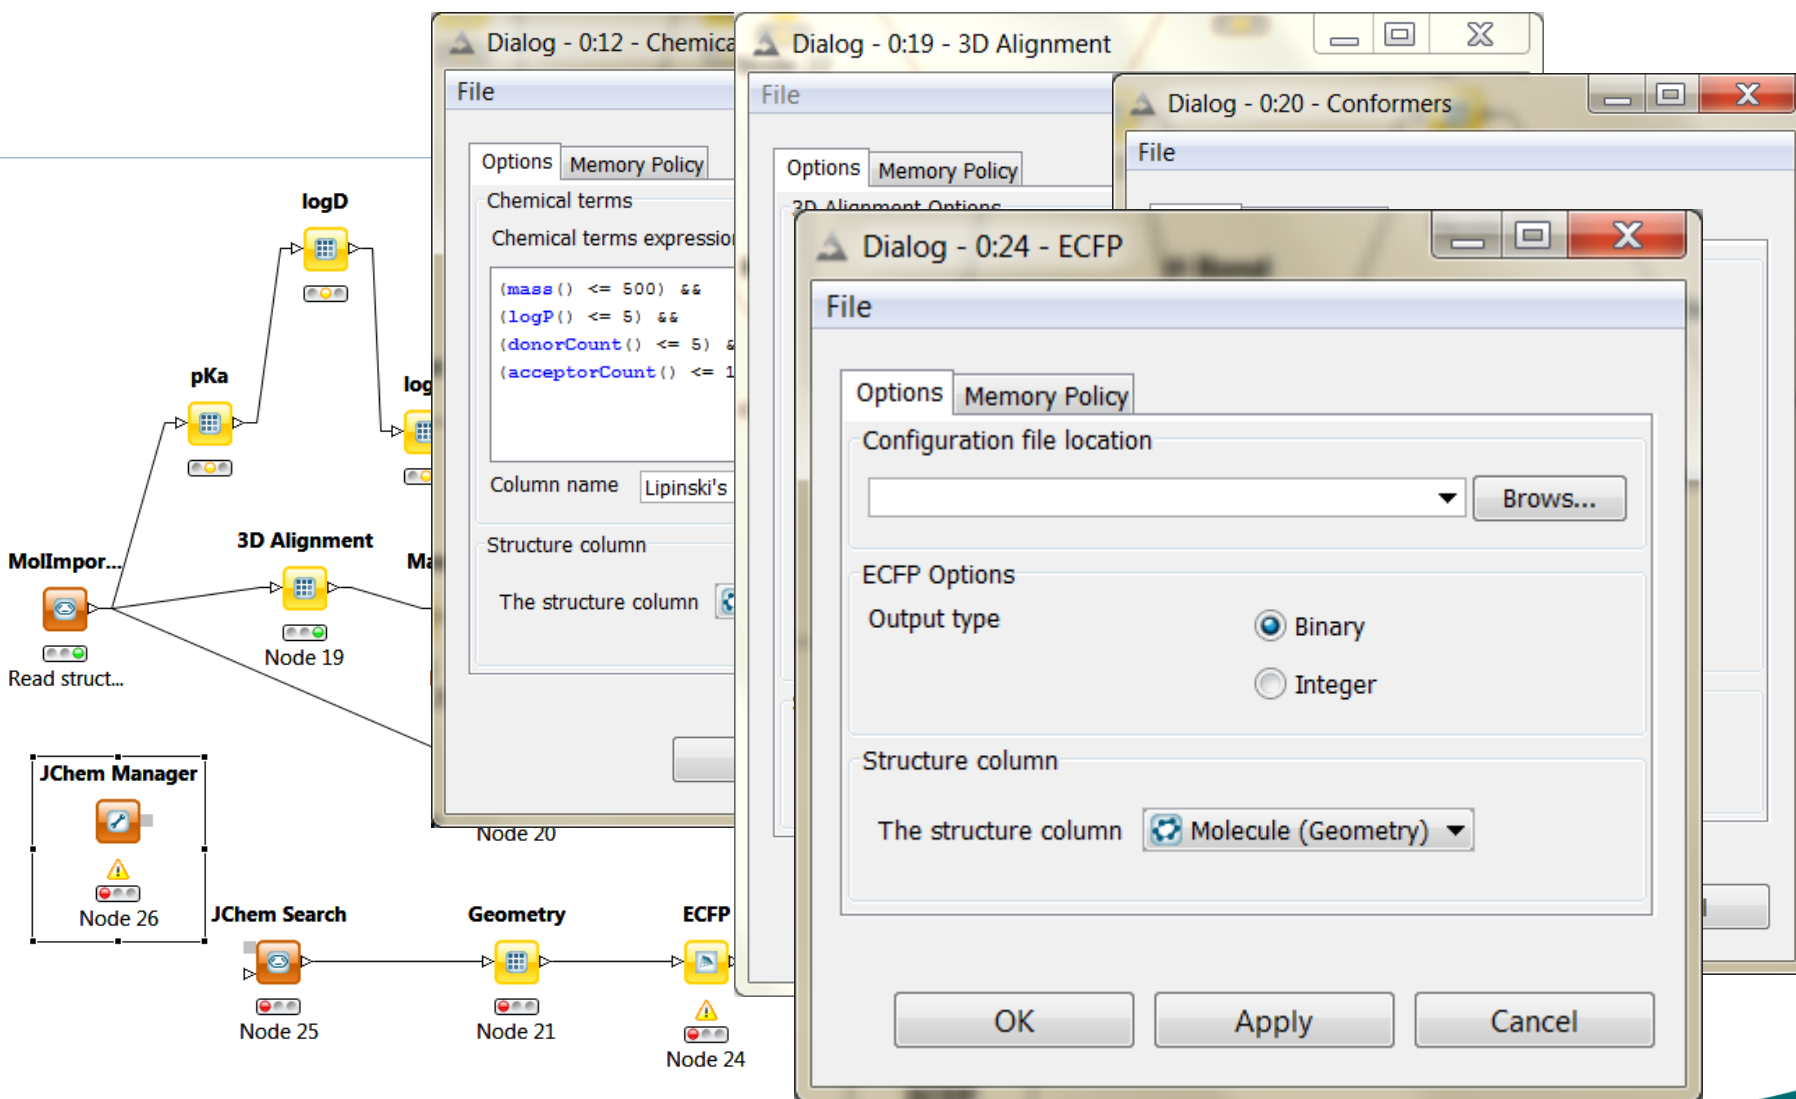 Dialog - 0:12 - Chemica
File
Options
Memory Policy
Chemical terms
Chemical terms expression
(mass() <= 500) &&
(logP() <= 5) &&
(donorCount() <= 5) &
(acceptorCount() <= 1
Column name
Lipinski's
Structure column
The structure column
Dialog - 0:19 - 3D Alignment
File
Options
Memory Policy
3D Alignment Options
Dialog - 0:20 - Conformers
File
Dialog - 0:24 - ECFP
File
Options
Memory Policy
Configuration file location
Brows...
ECFP Options
Output type
Binary
Integer
Structure column
The structure column
Molecule (Geometry)
OK
Apply
Cancel
logD
pKa
log
3D Alignment
Node 19
MolImpor...
Read struct...
Ma
JChem Manager
Node 26
Node 20
JChem Search
Node 25
Geometry
Node 21
ECFP
Node 24